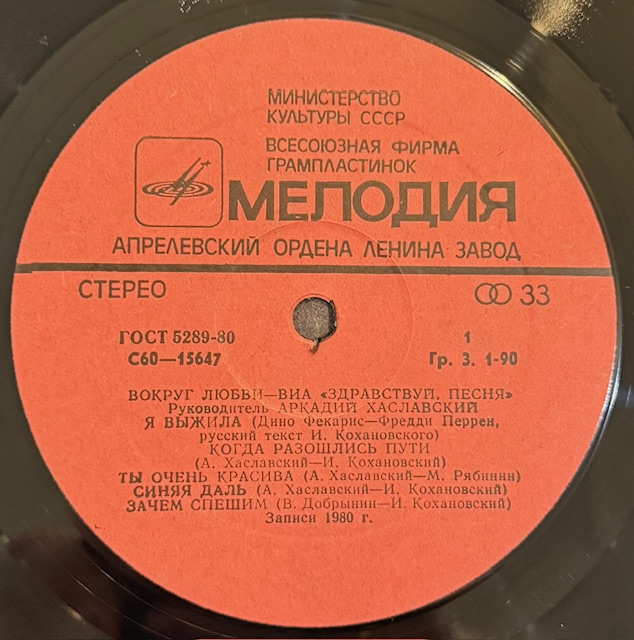 МИНИСТЕРСТВО
КУЛЬТУРЫ СССР
ВСЕСОЮЗНАЯ ФИРМА
ГРАМПЛАСТИНОК
МЕЛОДИЯ
АПРЕЛЕВСКИЙ ОРДЕНА ЛЕНИНА ЗАВОД
СТЕРЕО 33
ГОСТ 5289-80 1
С60—15647 Гр. 3. 1-90
ВОКРУГ ЛЮБВИ—ВИА «ЗДРАВСТВУЙ, ПЕСНЯ»
Руководитель АРКАДИЙ ХАСЛАВСКИЙ
Я ВЫЖИЛА (Дино Фекарис—Фредди Перрен,
русский текст И. Кохановского)
КОГДА РАЗОШЛИСЬ ПУТИ
(А. Хаславский—И. Кохановский)
ТЫ ОЧЕНЬ КРАСИВА (А. Хаславский—М. Рябинин)
СИНЯЯ ДАЛЬ (А. Хаславский—И. Кохановский)
ЗАЧЕМ СПЕШИМ (В. Добрынин—И. Кохановский)
Записи 1980 г.